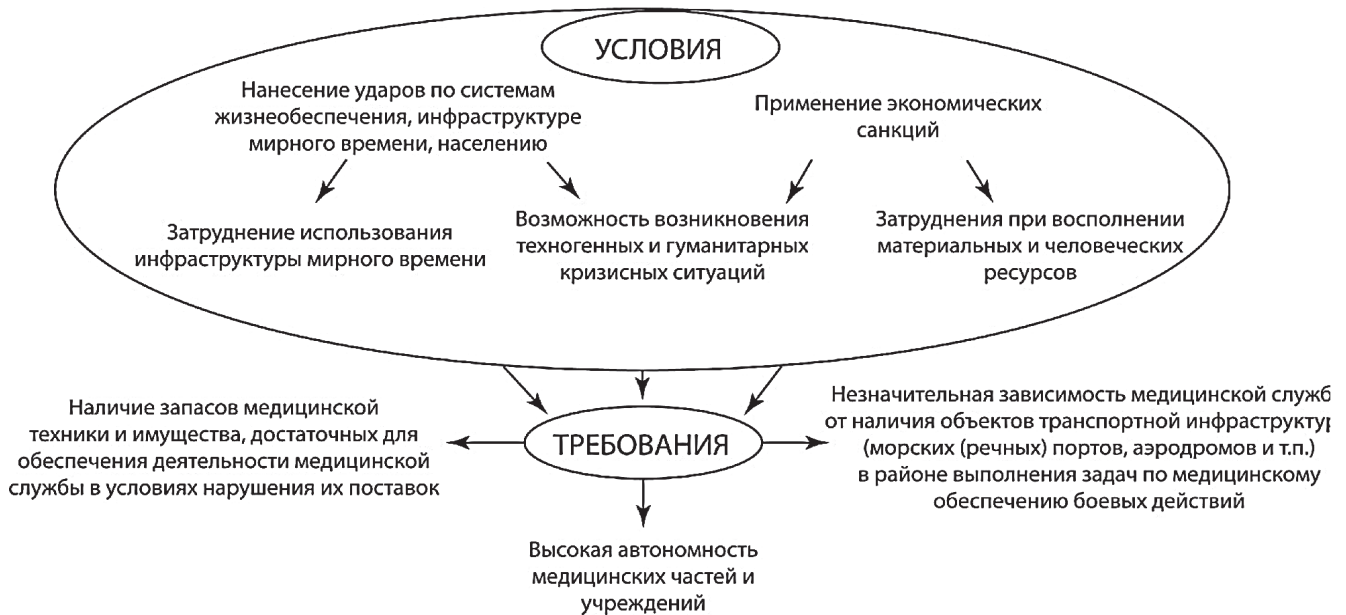 УСЛОВИЯ
Нанесение ударов по системам
жизнеобеспечения, инфраструктуре
мирного времени, населению
Применение экономических
санкций
Затруднение использования
инфраструктуры мирного времени
Возможность возникновения
техногенных и гуманитарных
кризисных ситуаций
Затруднения при восполнении
материальных и человеческих
ресурсов
ТРЕБОВАНИЯ
Наличие запасов медицинской
техники и имущества, достаточных для
обеспечения деятельности медицинской
службы в условиях нарушения их поставок
Незначительная зависимость медицинской служб
от наличия объектов транспортной инфраструктур
(морских (речных) портов, аэродромов и т.п.)
в районе выполнения задач по медицинскому
обеспечению боевых действий
Высокая автономность
медицинских частей и
учреждений